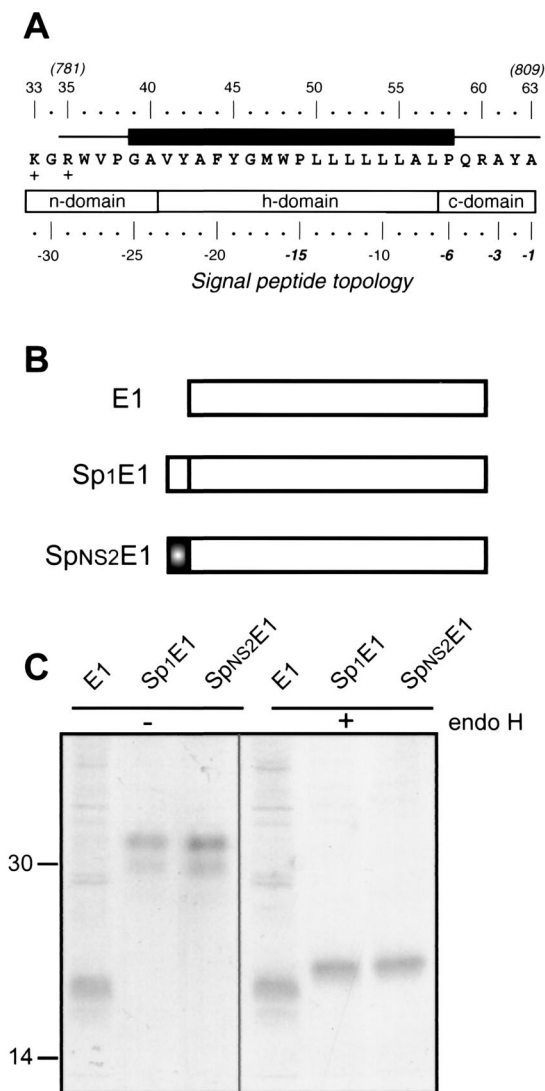 A
(781) (809)
33 35 40 45 50 55 60 63
K G R W V P G A V Y A F Y G M W P L L L L L L A L P Q R A Y A
+ +
n-domain h-domain c-domain
-30 -25 -20 -15 -10 -6 -3 -1
Signal peptide topology
B
E1
Sp1E1
SpNS2E1
C
E1 Sp1E1 SpNS2E1 E1 Sp1E1 SpNS2E1
- + endo H
30
14